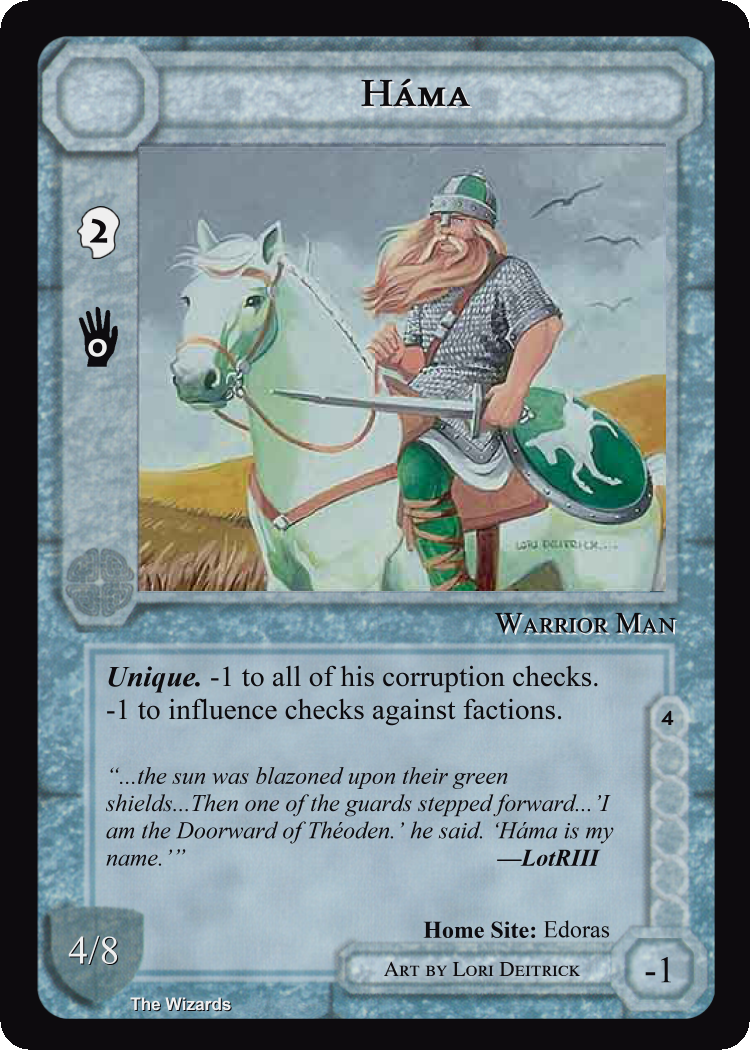 Háma
2
0
LORI DEITRICK....
Warrior Man
Unique. -1 to all of his corruption checks.
-1 to influence checks against factions.
4
“...the sun was blazoned upon their green
shields...Then one of the guards stepped forward...’I
am the Doorward of Théoden.’ he said. ‘Háma is my
name.’” —LotRIII
Home Site: Edoras
4/8
Art by Lori Deitrick
-1
The Wizards